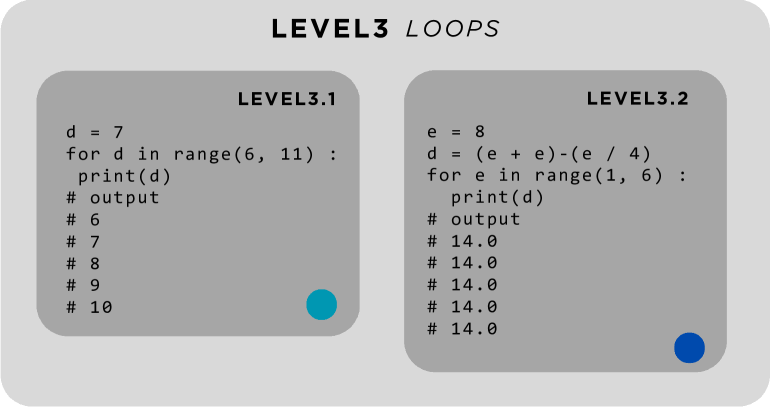 LEVEL3 LOOPS
LEVEL3.1
d = 7
for d in range(6, 11) :
 print(d)
# output
# 6
# 7
# 8
# 9
# 10
LEVEL3.2
e = 8
d = (e + e)-(e / 4)
for e in range(1, 6) :
  print(d)
# output
# 14.0
# 14.0
# 14.0
# 14.0
# 14.0